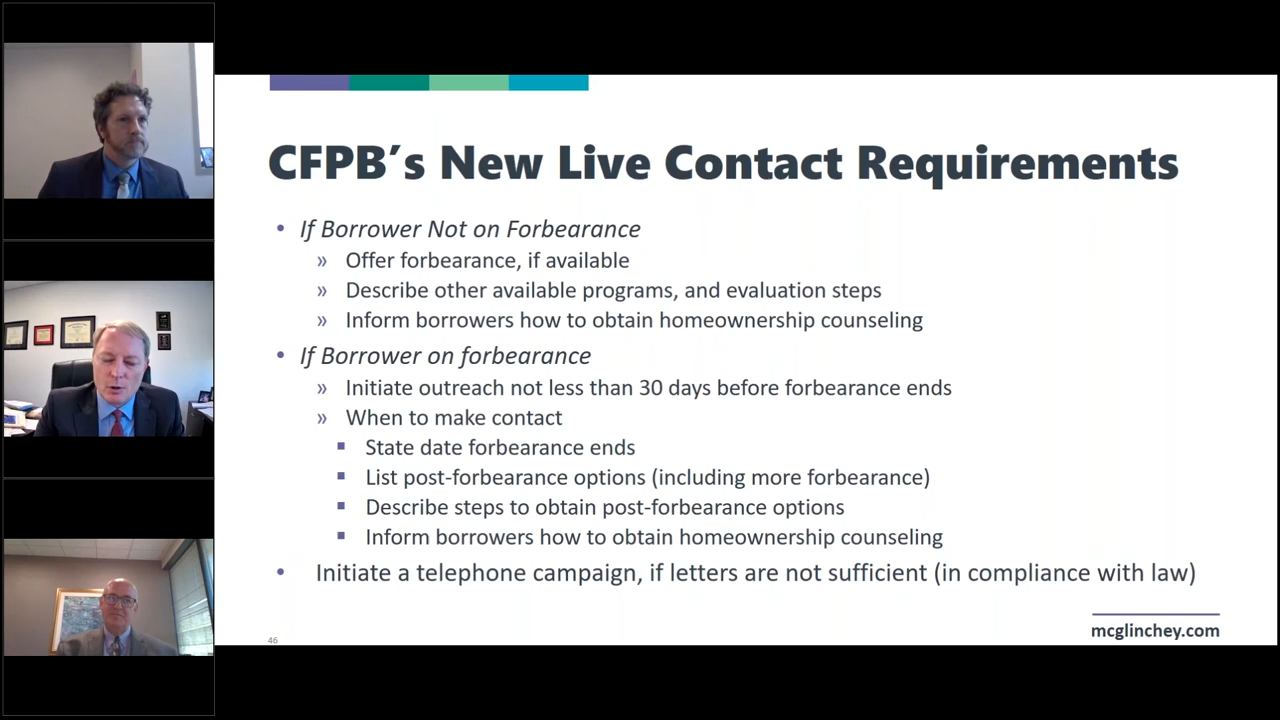 CFPB’s New Live Contact Requirements
• If Borrower Not on Forbearance
» Offer forbearance, if available
» Describe other available programs, and evaluation steps
» Inform borrowers how to obtain homeownership counseling
• If Borrower on forbearance
» Initiate outreach not less than 30 days before forbearance ends
» When to make contact
▪ State date forbearance ends
▪ List post-forbearance options (including more forbearance)
▪ Describe steps to obtain post-forbearance options
▪ Inform borrowers how to obtain homeownership counseling
• Initiate a telephone campaign, if letters are not sufficient (in compliance with law)
46
mcglinchey.com